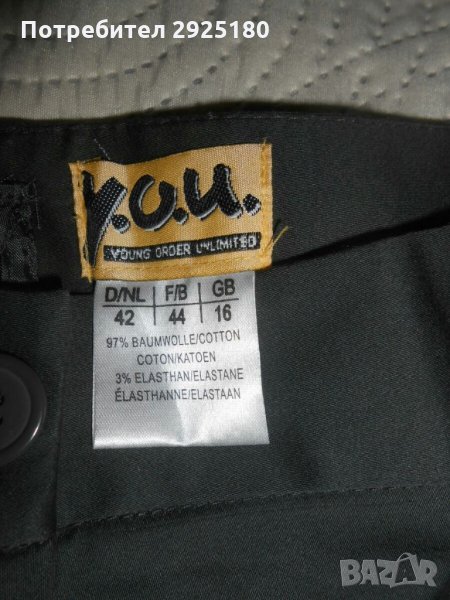 Потребител 2925180
y.o.u.
YOUNG ORDER UNLIMITED
D/NL F/B GB
42 44 16
97% BAUMWOLLE/COTTON
COTON/KATOEN
3% ELASTHAN/ELASTANE
ÉLASTHANNE/ELASTAAN
BAZAR